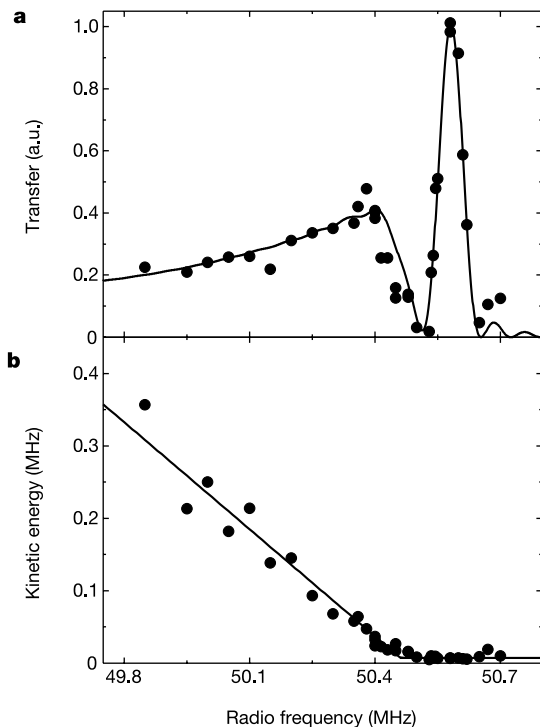 a
1.0
0.8
0.6
0.4
0.2
0
Transfer (a.u.)
b
0.4
0.3
0.2
0.1
0
Kinetic energy (MHz)
49.8 50.1 50.4 50.7
Radio frequency (MHz)